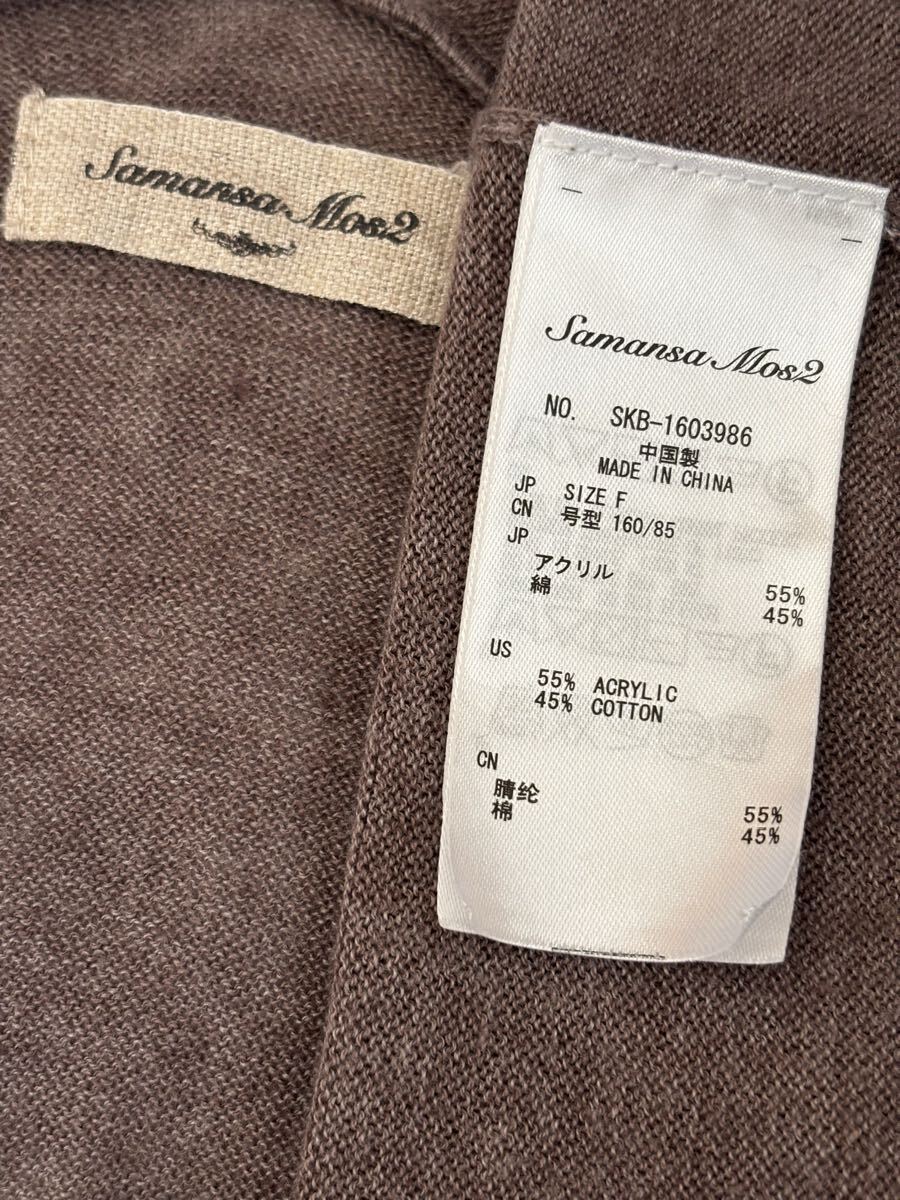 Samansa Mos2
Samansa Mos2
NO. SKB-1603986
中国製
MADE IN CHINA
JP SIZE F
CN 号型 160/85
JP
アクリル 55%
綿 45%
US
55% ACRYLIC
45% COTTON
CN
腈纶 55%
棉 45%